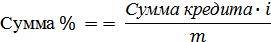 Сумма % = = Сумма кредита · i / m